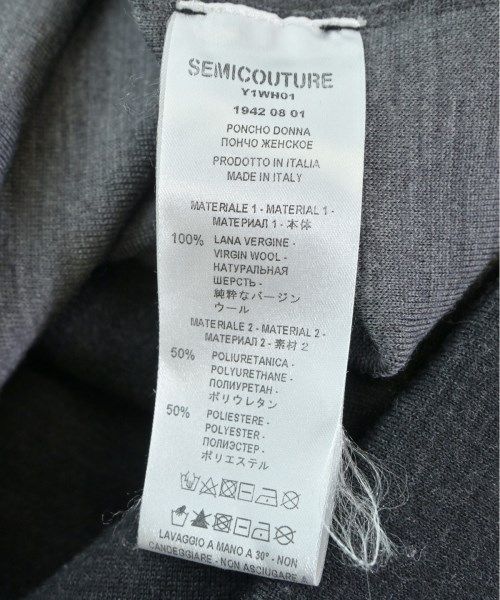 SEMICOUTURE
Y1WH01
1942 08 01
PONCHO DONNA
ПОНЧО ЖЕНСКОЕ
PRODOTTO IN ITALIA
MADE IN ITALY
MATERIALE 1 - MATERIAL 1 -
МАТЕРИАЛ 1 - 本体
100% LANA VERGINE -
VIRGIN WOOL -
НАТУРАЛЬНАЯ
ШЕРСТЬ -
純粋なバージン
ウール
MATERIALE 2 - MATERIAL 2 -
МАТЕРИАЛ 2 - 素材 2
50% POLIURETANICA -
POLYURETHANE -
ПОЛИУРЕТАН -
ポリウレタン
50% POLIESTERE -
POLYESTER -
ПОЛИЭСТЕР -
ポリエステル
LAVAGGIO A MANO A 30° - NON
CANDEGGIARE - NON ASCIUGARE A